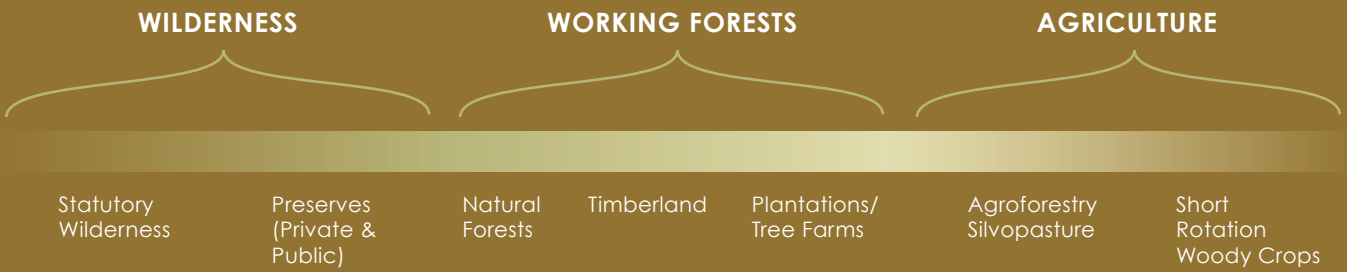 WILDERNESS
WORKING FORESTS
AGRICULTURE
Statutory
Wilderness
Preserves
(Private &
Public)
Natural
Forests
Timberland
Plantations/
Tree Farms
Agroforestry
Silvopasture
Short
Rotation
Woody Crops